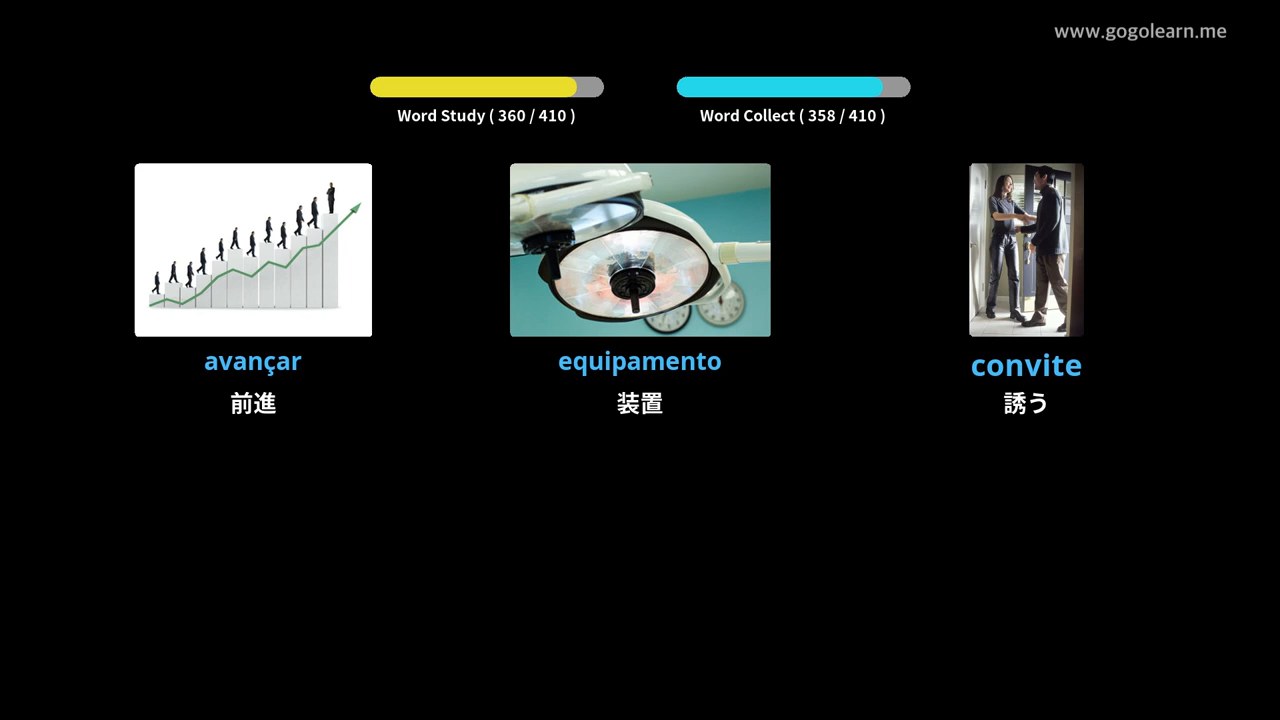 www.gogolearn.me
Word Study ( 360 / 410 )
Word Collect ( 358 / 410 )
avançar
equipamento
convite
前進
装置
誘う